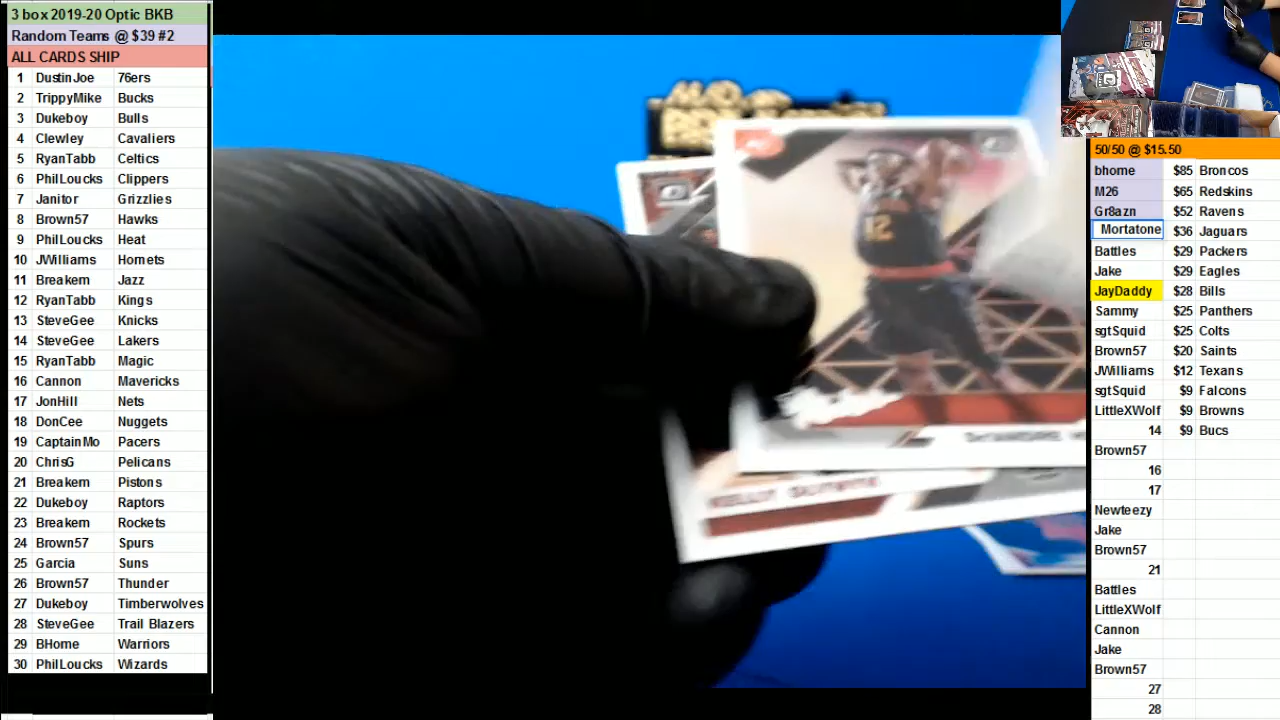 3 box 2019-20 Optic BKB
Random Teams @ $39 #2
ALL CARDS SHIP
1 DustinJoe 76ers
2 TrippyMike Bucks
3 Dukeboy Bulls
4 Clewley Cavaliers
5 RyanTabb Celtics
6 PhilLoucks Clippers
7 Janitor Grizzlies
8 Brown57 Hawks
9 PhilLoucks Heat
10 JWilliams Hornets
11 Breakem Jazz
12 RyanTabb Kings
13 SteveGee Knicks
14 SteveGee Lakers
15 RyanTabb Magic
16 Cannon Mavericks
17 JonHill Nets
18 DonCee Nuggets
19 CaptainMo Pacers
20 ChrisG Pelicans
21 Breakem Pistons
22 Dukeboy Raptors
23 Breakem Rockets
24 Brown57 Spurs
25 Garcia Suns
26 Brown57 Thunder
27 Dukeboy Timberwolves
28 SteveGee Trail Blazers
29 BHome Warriors
30 PhilLoucks Wizards
12
KELLY OLYNYK
50/50 @ $15.50
bhome $85 Broncos
M26 $65 Redskins
Gr8azn $52 Ravens
Mortatone $36 Jaguars
Battles $29 Packers
Jake $29 Eagles
JayDaddy $28 Bills
Sammy $25 Panthers
sgtSquid $25 Colts
Brown57 $20 Saints
JWilliams $12 Texans
sgtSquid $9 Falcons
LittleXWolf $9 Browns
14 $9 Bucs
Brown57
16
17
Newteezy
Jake
Brown57
21
Battles
LittleXWolf
Cannon
Jake
Brown57
27
28